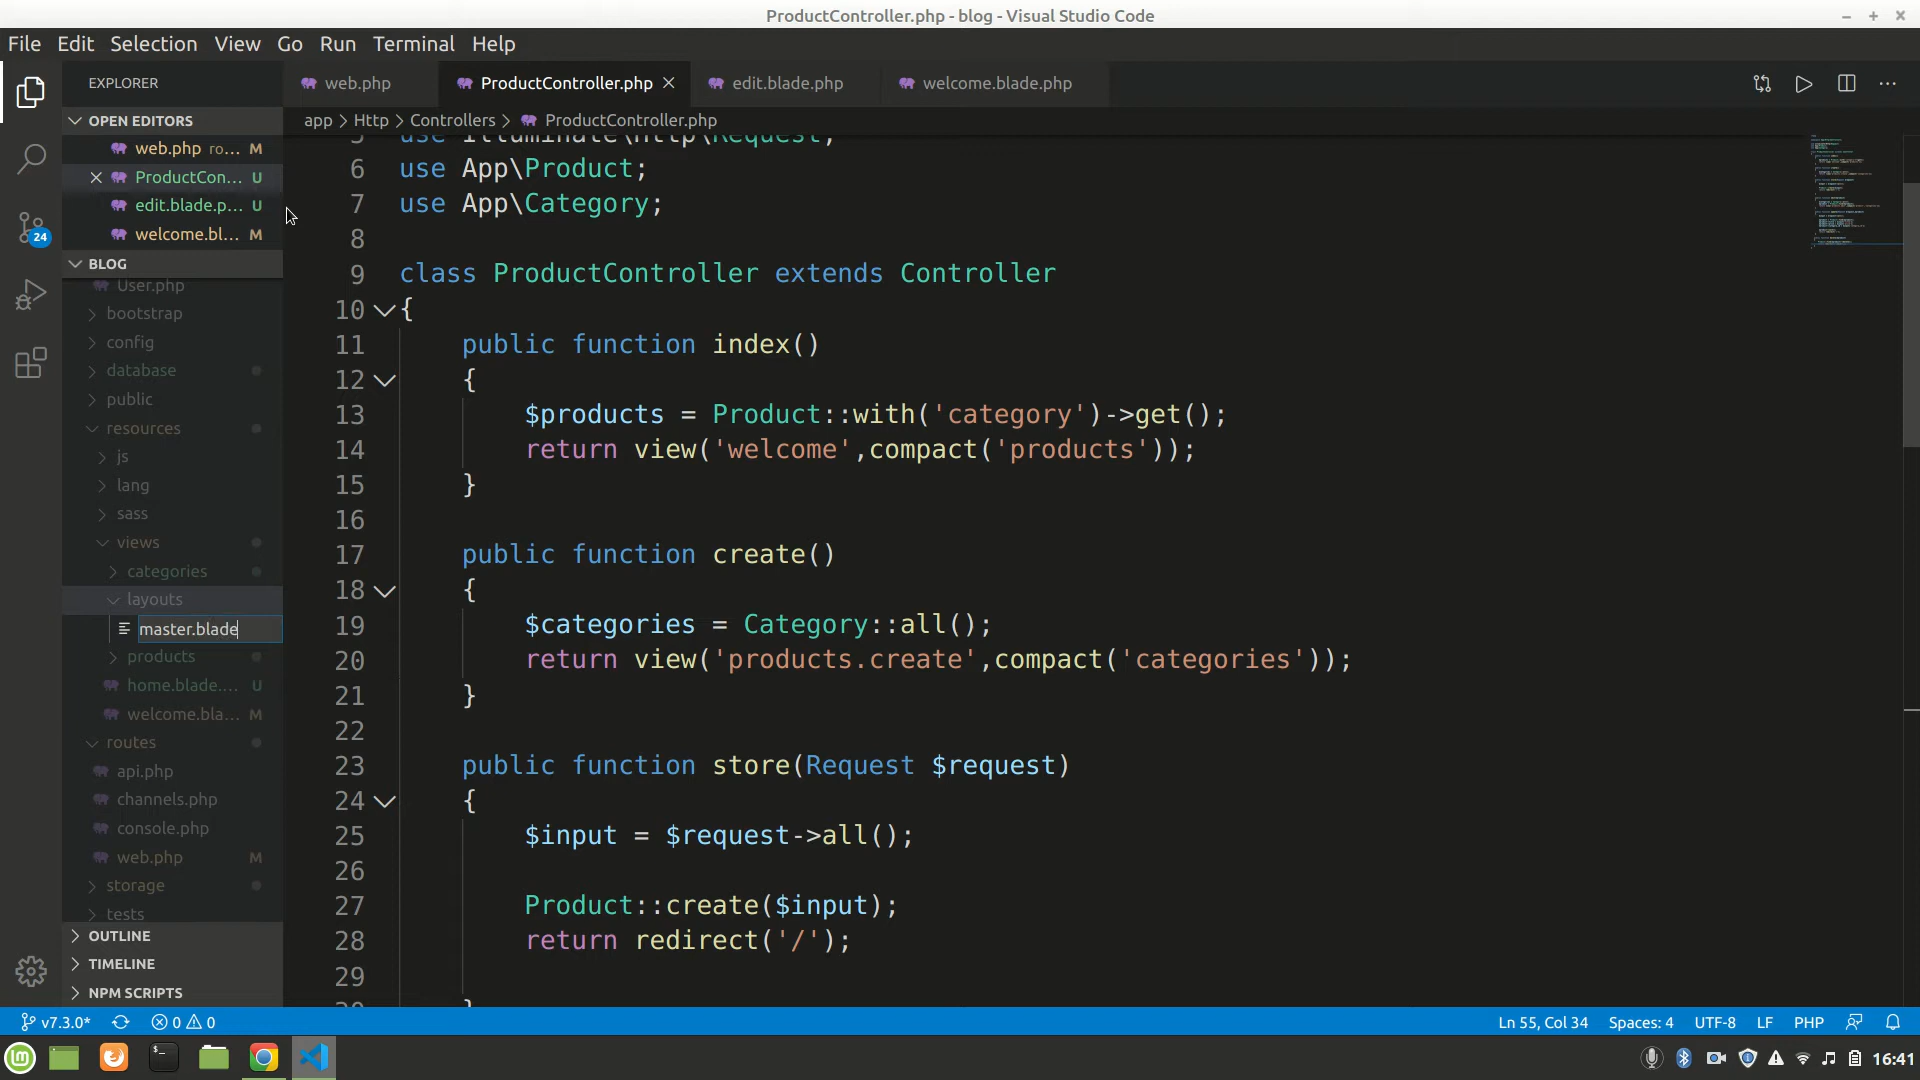 ProductController.php - blog - Visual Studio Code
File Edit Selection View Go Run Terminal Help
EXPLORER
web.php
ProductController.php
edit.blade.php
welcome.blade.php
OPEN EDITORS
app > Http > Controllers > ProductController.php
web.php ro... M
ProductCon... U
edit.blade.p... U
welcome.bl... M
24
BLOG
User.php
bootstrap
config
database
public
resources
js
lang
sass
views
categories
layouts
master.blade
products
home.blade.... U
welcome.bla... M
routes
api.php
channels.php
console.php
web.php M
storage
tests
OUTLINE
TIMELINE
NPM SCRIPTS
5 use Illuminate\Http\Request;
6 use App\Product;
7 use App\Category;
8
9 class ProductController extends Controller
10 {
11 public function index()
12 {
13 $products = Product::with('category')->get();
14 return view('welcome',compact('products'));
15 }
16
17 public function create()
18 {
19 $categories = Category::all();
20 return view('products.create',compact('categories'));
21 }
22
23 public function store(Request $request)
24 {
25 $input = $request->all();
26
27 Product::create($input);
28 return redirect('/');
29
30 }
v7.3.0* 0 0 Ln 55, Col 34 Spaces: 4 UTF-8 LF PHP
16:41